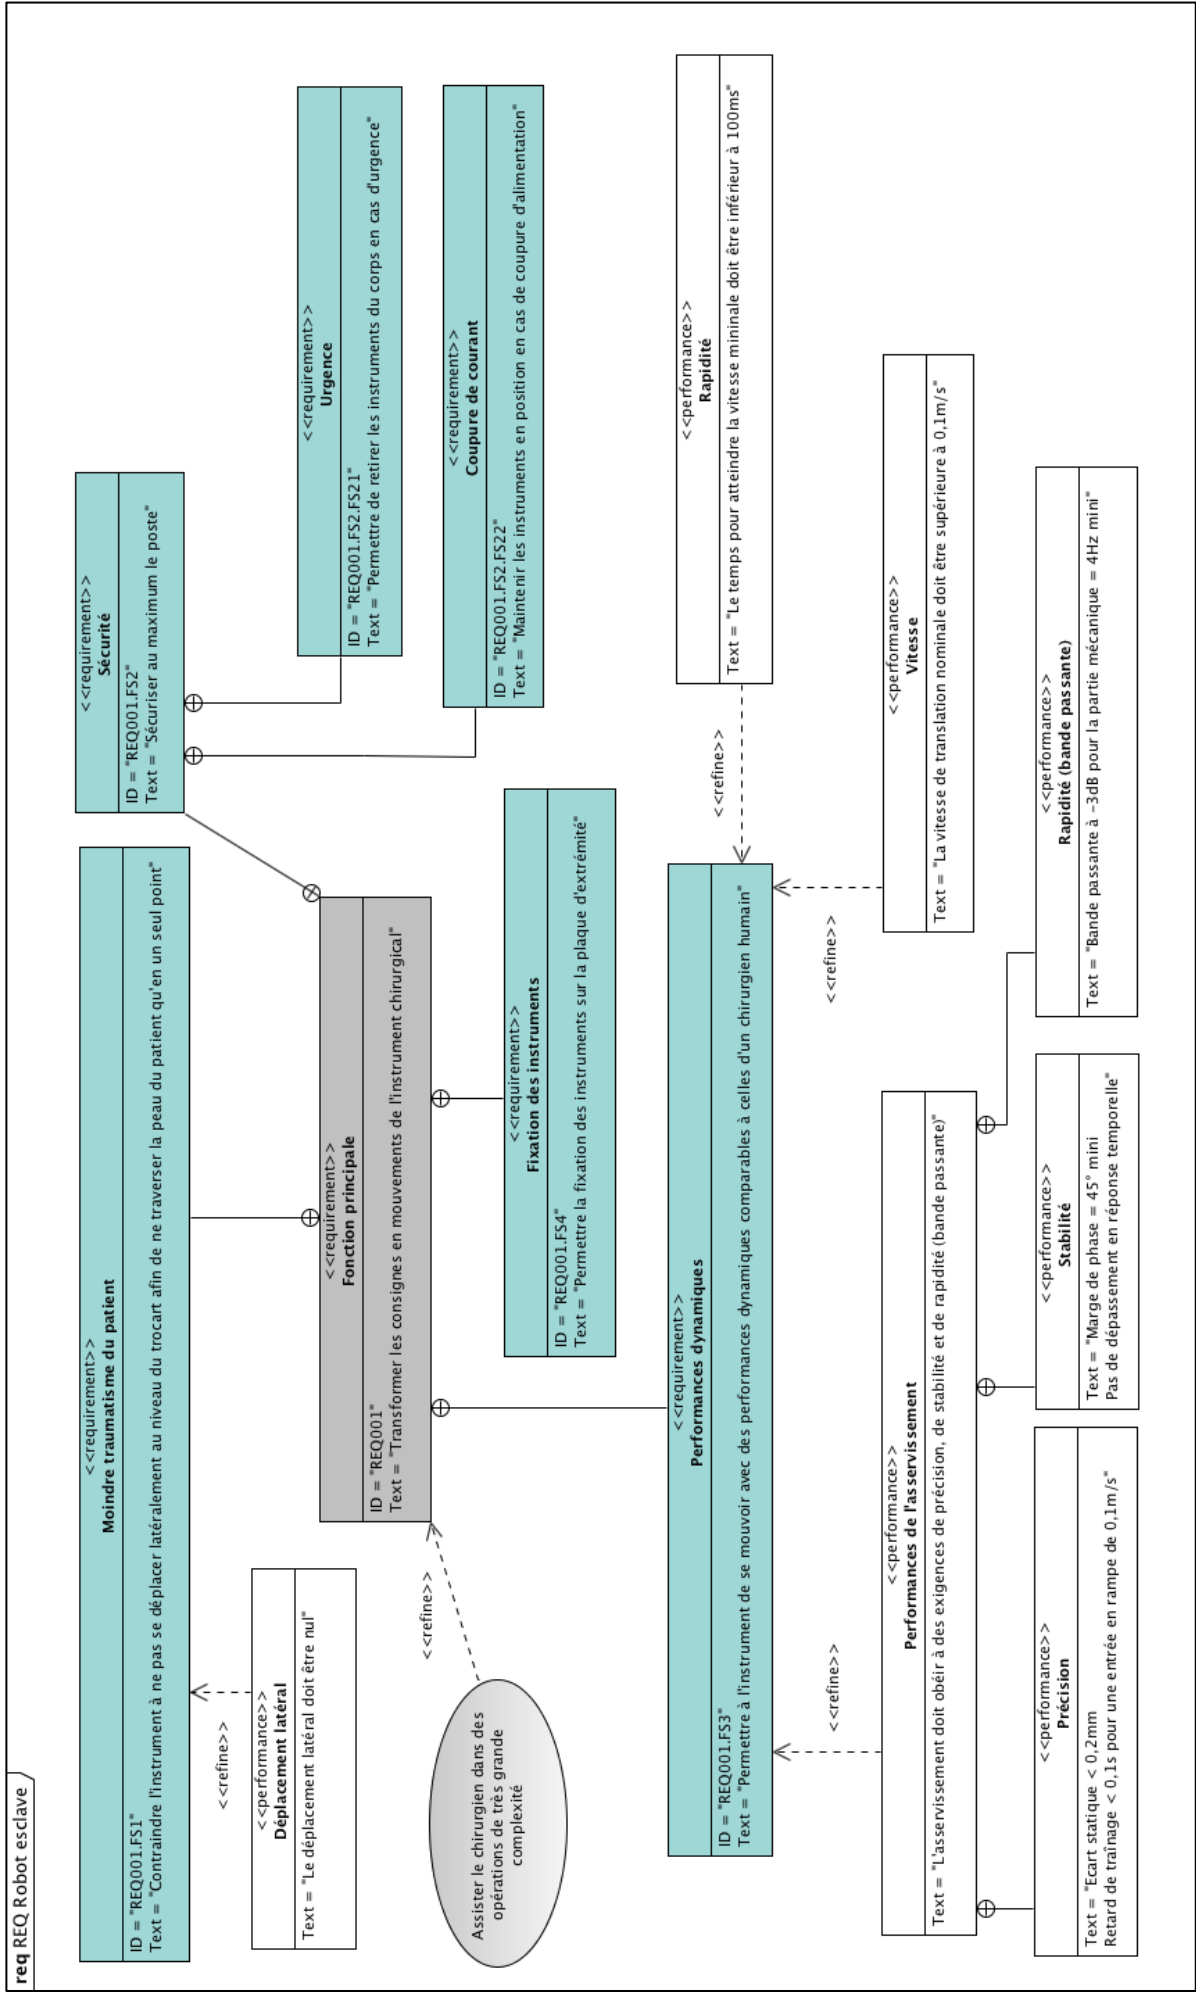 req REQ Robot esclave
<<requirement>>
Moindre traumatisme du patient
ID = "REQ001.FS1"
Text = "Contraindre l'instrument à ne pas se déplacer latéralement au niveau du trocart afin de ne traverser la peau du patient qu'en un seul point"
<<requirement>>
Sécurité
ID = "REQ001.FS2"
Text = "Sécuriser au maximum le poste"
<<refine>>
<<performance>>
Déplacement latéral
Text = "Le déplacement latéral doit être nul"
<<requirement>>
Fonction principale
ID = "REQ001"
Text = "Transformer les consignes en mouvements de l'instrument chirurgical"
<<requirement>>
Urgence
ID = "REQ001.FS2.FS21"
Text = "Permettre de retirer les instruments du corps en cas d'urgence"
<<refine>>
Assister le chirurgien dans des
opérations de très grande
complexité
<<requirement>>
Fixation des instruments
ID = "REQ001.FS4"
Text = "Permettre la fixation des instruments sur la plaque d'extrémité"
<<requirement>>
Coupure de courant
ID = "REQ001.FS2.FS22"
Text = "Maintenir les instruments en position en cas de coupure d'alimentation"
<<requirement>>
Performances dynamiques
ID = "REQ001.FS3"
Text = "Permettre à l'instrument de se mouvoir avec des performances dynamiques comparables à celles d'un chirurgien humain"
<<refine>>
<<performance>>
Rapidité
Text = "Le temps pour atteindre la vitesse mininale doit être inférieur à 100ms"
<<refine>>
<<refine>>
<<performance>>
Performances de l'asservissement
Text = "L'asservissement doit obéir à des exigences de précision, de stabilité et de rapidité (bande passante)"
<<performance>>
Vitesse
Text = "La vitesse de translation nominale doit être supérieure à 0,1m/s"
<<performance>>
Précision
Text = "Ecart statique < 0,2mm
Retard de traînage < 0,1s pour une entrée en rampe de 0,1m/s"
<<performance>>
Stabilité
Text = "Marge de phase = 45° mini
Pas de dépassement en réponse temporelle"
<<performance>>
Rapidité (bande passante)
Text = "Bande passante à -3dB pour la partie mécanique = 4Hz mini"